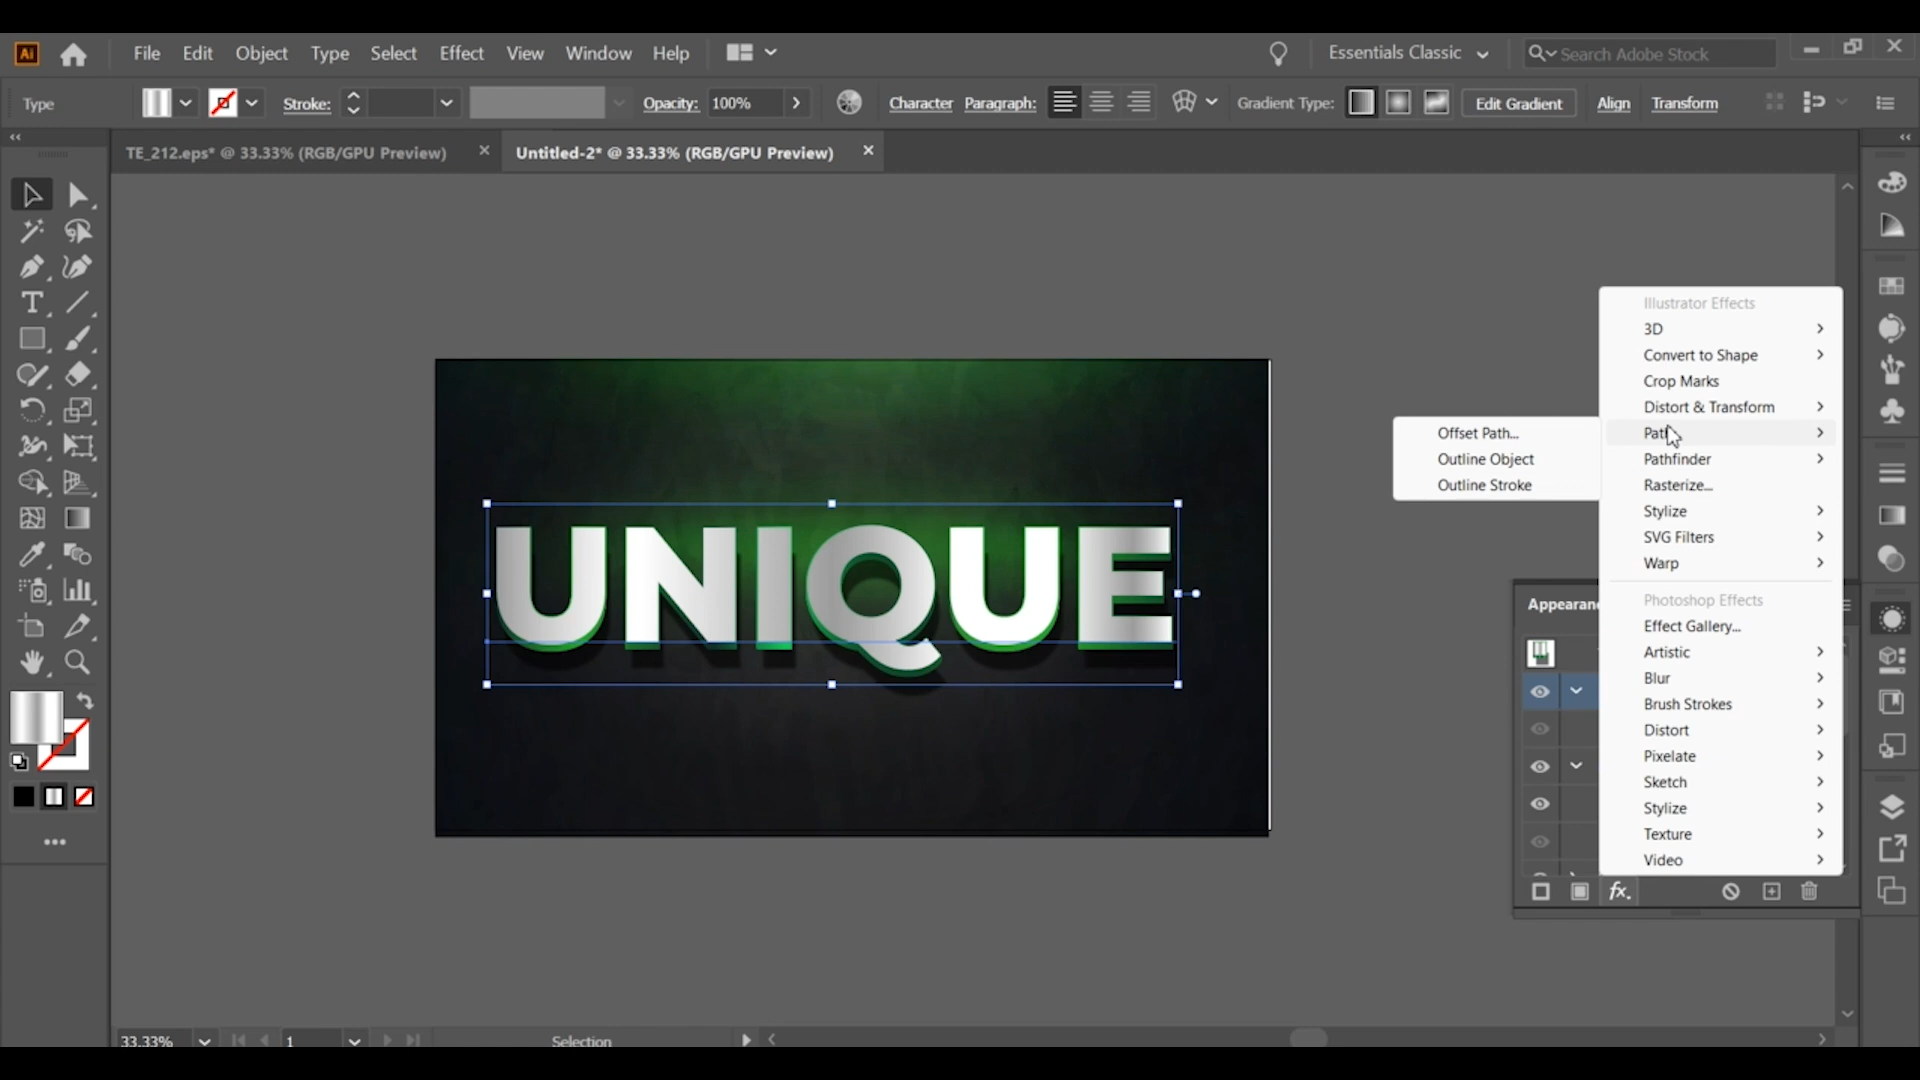 Ai File Edit Object Type Select Effect View Window Help Essentials Classic Search Adobe Stock
Type Stroke: Opacity: 100% Character Paragraph: Gradient Type: Edit Gradient Align Transform
TE_212.eps* @ 33.33% (RGB/GPU Preview) Untitled-2* @ 33.33% (RGB/GPU Preview)
UNIQUE
Offset Path...
Outline Object
Outline Stroke
Illustrator Effects
3D
Convert to Shape
Crop Marks
Distort & Transform
Path
Pathfinder
Rasterize...
Stylize
SVG Filters
Warp
Photoshop Effects
Effect Gallery...
Artistic
Blur
Brush Strokes
Distort
Pixelate
Sketch
Stylize
Texture
Video
Appearanc
fx.
33.33% 1 Selection